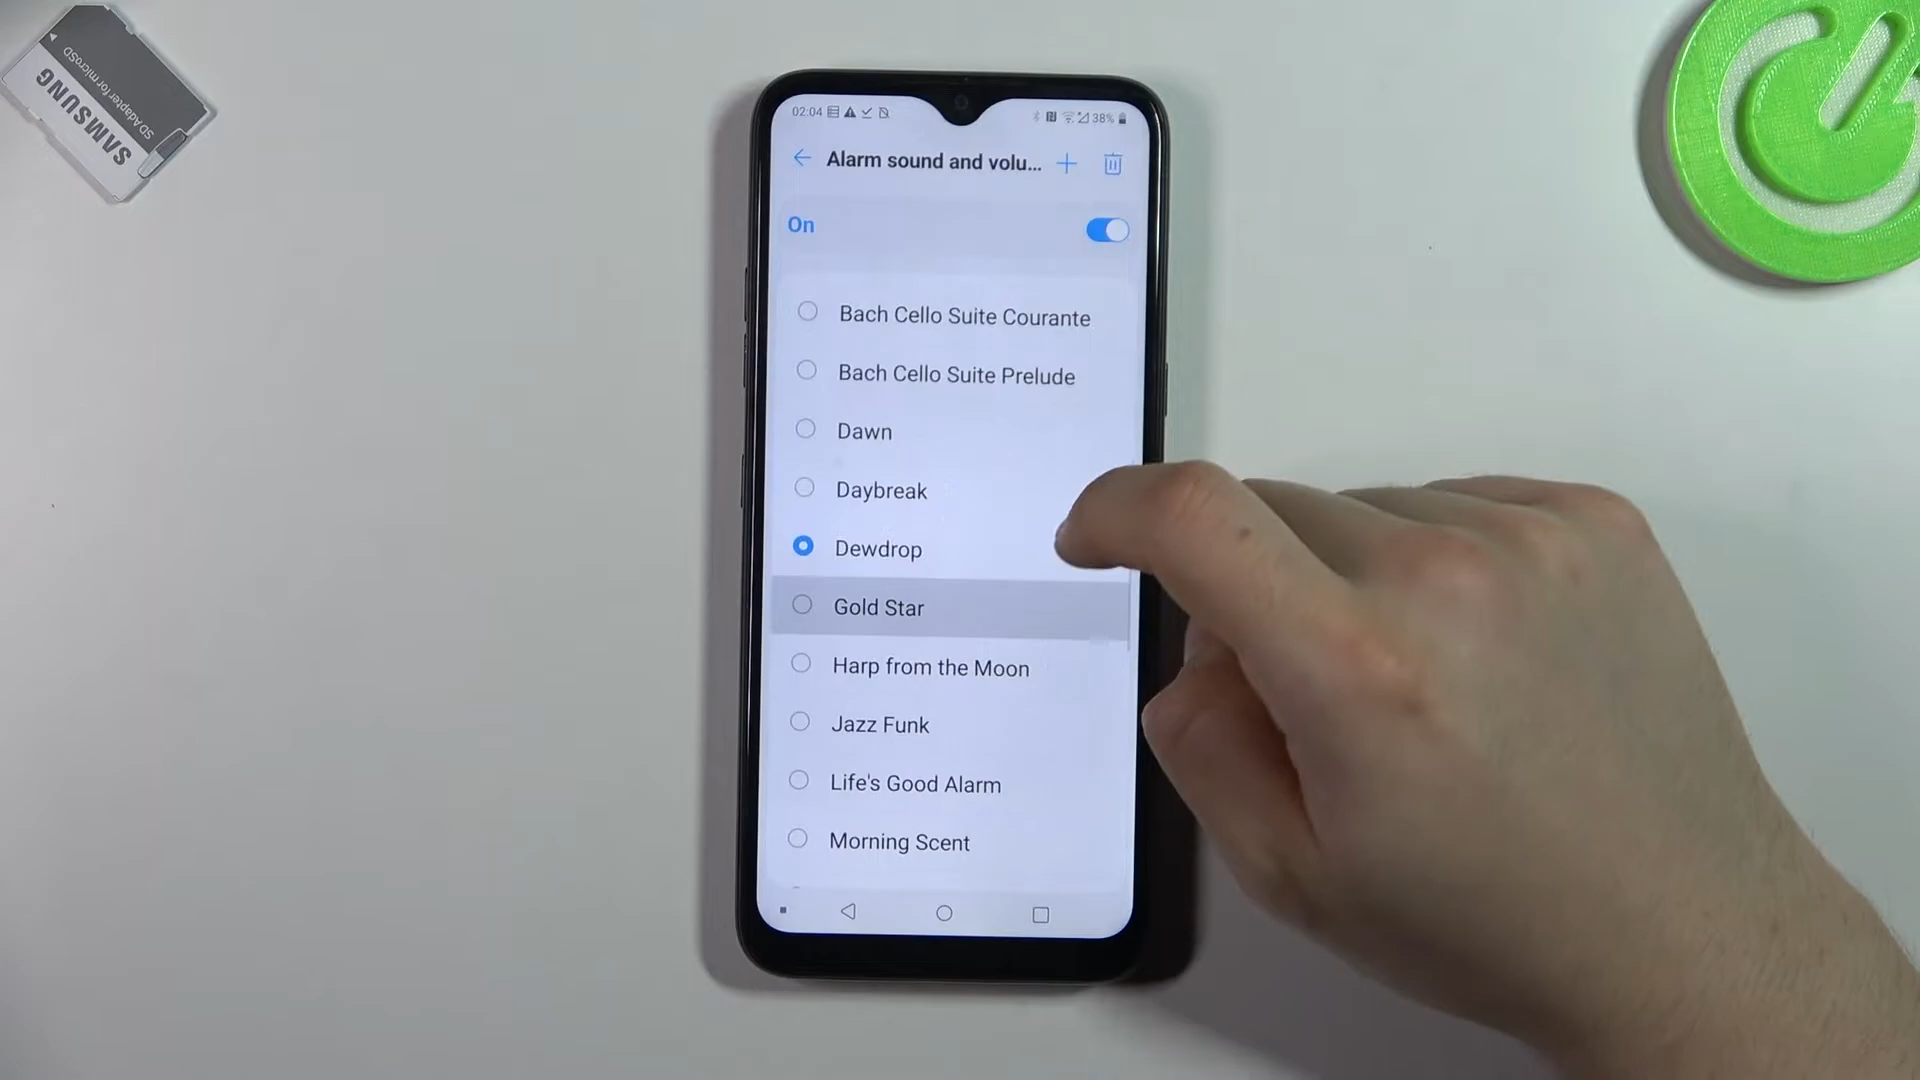 SAMSUNG
SD Adapter for microSD
02:04
38%
Alarm sound and volu...
On
Bach Cello Suite Courante
Bach Cello Suite Prelude
Dawn
Daybreak
Dewdrop
Gold Star
Harp from the Moon
Jazz Funk
Life's Good Alarm
Morning Scent